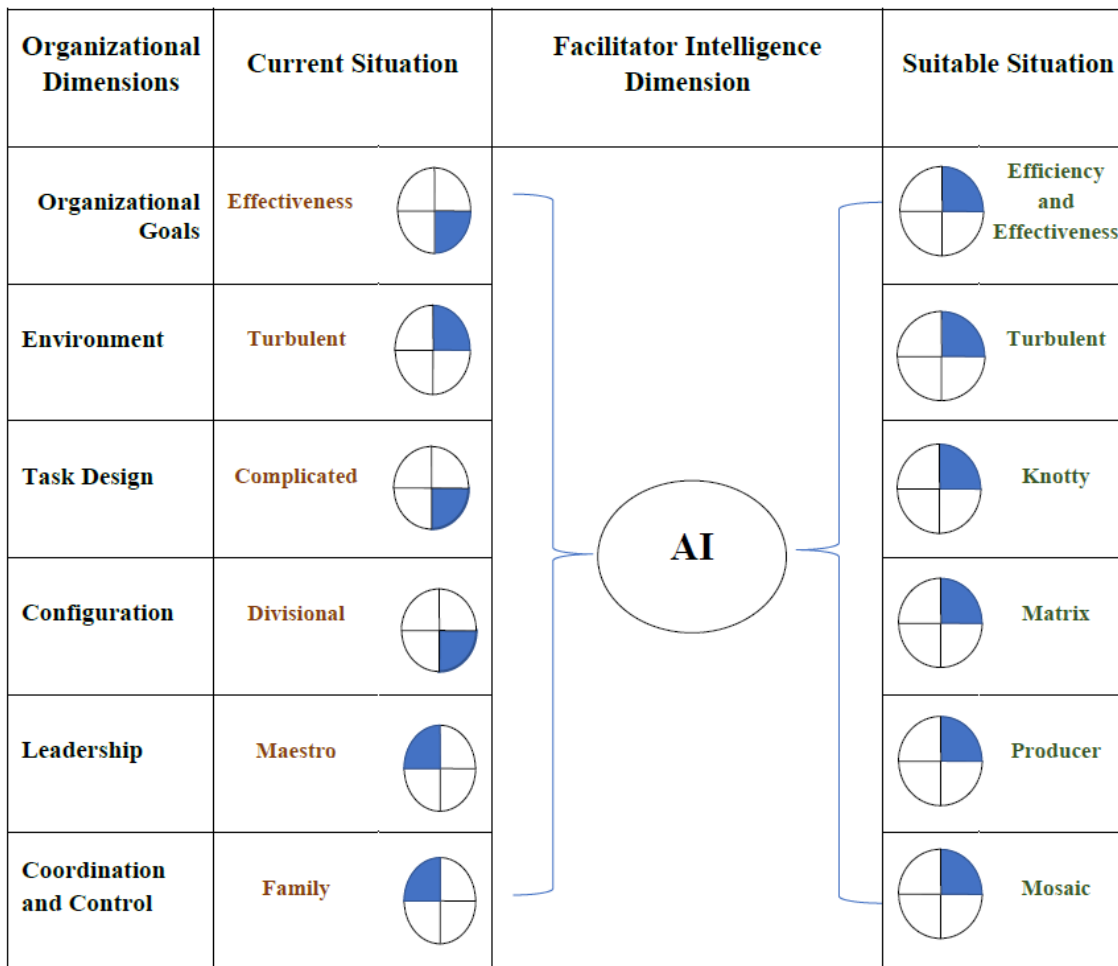 Organizational
Dimensions
Current Situation
Facilitator Intelligence
Dimension
Suitable Situation
Organizational
Goals
Effectiveness
Efficiency
and
Effectiveness
Environment
Turbulent
Turbulent
Task Design
Complicated
Knotty
AI
Configuration
Divisional
Matrix
Leadership
Maestro
Producer
Coordination
and Control
Family
Mosaic